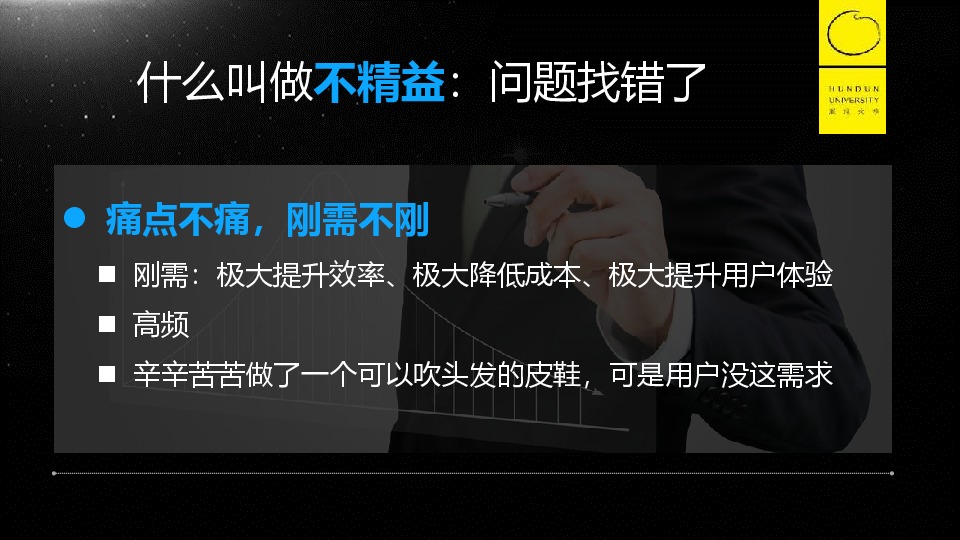 什么叫做不精益：问题找错了
HUNDUN
UNIVERSITY
混沌大学
痛点不痛，刚需不刚
刚需：极大提升效率、极大降低成本、极大提升用户体验
高频
辛辛苦苦做了一个可以吹头发的皮鞋，可是用户没这需求